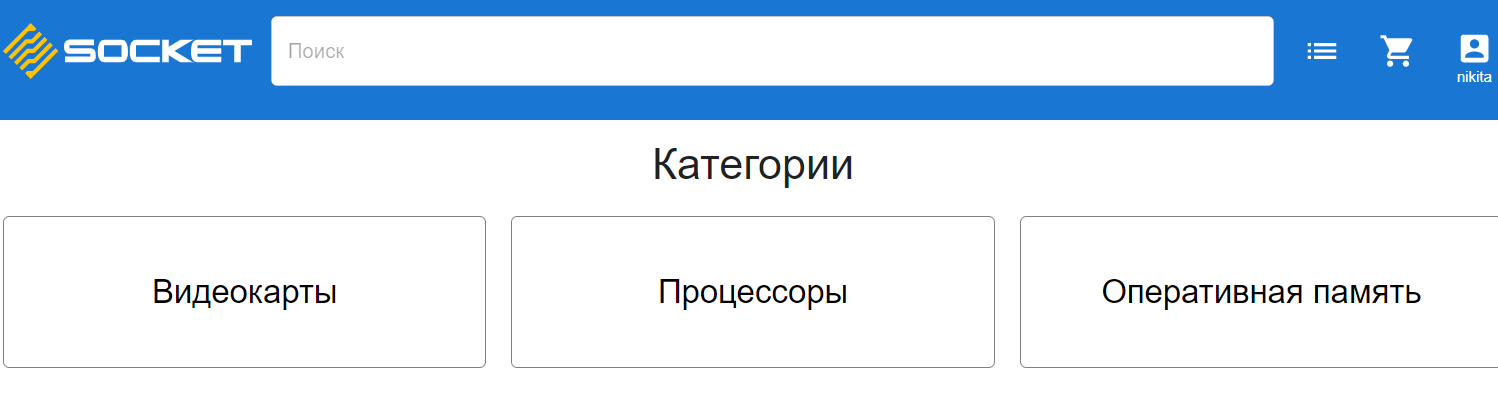 SOCKET
Поиск
nikita
Категории
Видеокарты
Процессоры
Оперативная память